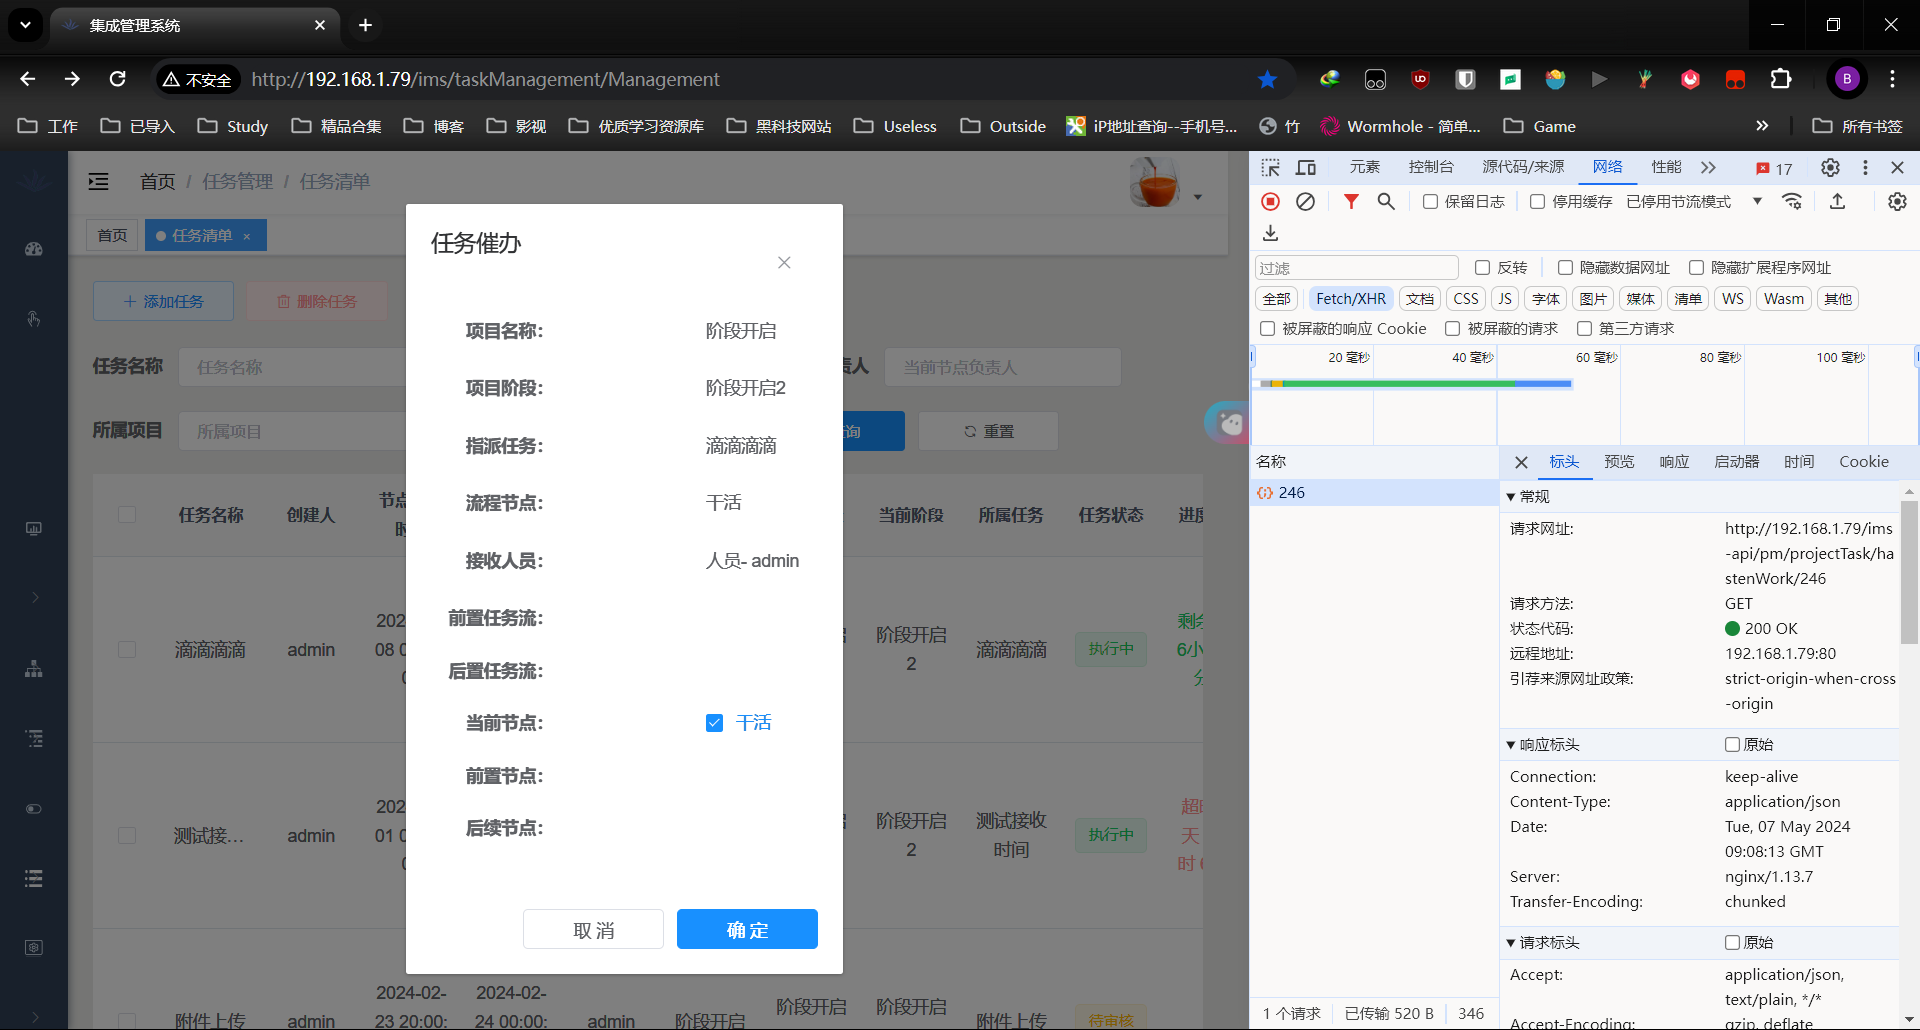 集成管理系统
不安全
http://192.168.1.79/ims/taskManagement/Management
B
工作
已导入
Study
精品合集
博客
影视
优质学习资源库
黑科技网站
Useless
Outside
iP地址查询--手机号...
竹
Wormhole - 简单...
Game
所有书签
首页 / 任务管理 / 任务清单
首页
任务清单
添加任务
删除任务
任务名称
任务名称
责人
当前节点负责人
所属项目
所属项目
询
重置
任务名称
创建人
节点
时
当前阶段
所属任务
任务状态
进度
滴滴滴滴
admin
202
08 0
阶段开启
2
滴滴滴滴
执行中
剩余
6小
分
测试接...
admin
202
01 0
阶段开启
2
测试接收
时间
执行中
超时
天
时 6
附件上传
admin
2024-02-
23 20:00:
2024-02-
24 00:00:
admin
阶段开启
阶段开启
阶段开启
附件上传
待审核
任务催办
项目名称:
阶段开启
项目阶段:
阶段开启2
指派任务:
滴滴滴滴
流程节点:
干活
接收人员:
人员- admin
前置任务流:
后置任务流:
当前节点:
干活
前置节点:
后续节点:
取 消
确 定
元素
控制台
源代码/来源
网络
性能
17
保留日志
停用缓存
已停用节流模式
过滤
反转
隐藏数据网址
隐藏扩展程序网址
全部
Fetch/XHR
文档
CSS
JS
字体
图片
媒体
清单
WS
Wasm
其他
被屏蔽的响应 Cookie
被屏蔽的请求
第三方请求
20 毫秒
40 毫秒
60 毫秒
80 毫秒
100 毫秒
名称
标头
预览
响应
启动器
时间
Cookie
246
常规
请求网址:
http://192.168.1.79/ims
-api/pm/projectTask/ha
stenWork/246
请求方法:
GET
状态代码:
200 OK
远程地址:
192.168.1.79:80
引荐来源网址政策:
strict-origin-when-cross
-origin
响应标头
原始
Connection:
keep-alive
Content-Type:
application/json
Date:
Tue, 07 May 2024
09:08:13 GMT
Server:
nginx/1.13.7
Transfer-Encoding:
chunked
请求标头
原始
Accept:
application/json,
text/plain, */*
Accept-Encoding:
gzip, deflate
1 个请求
已传输 520 B
346